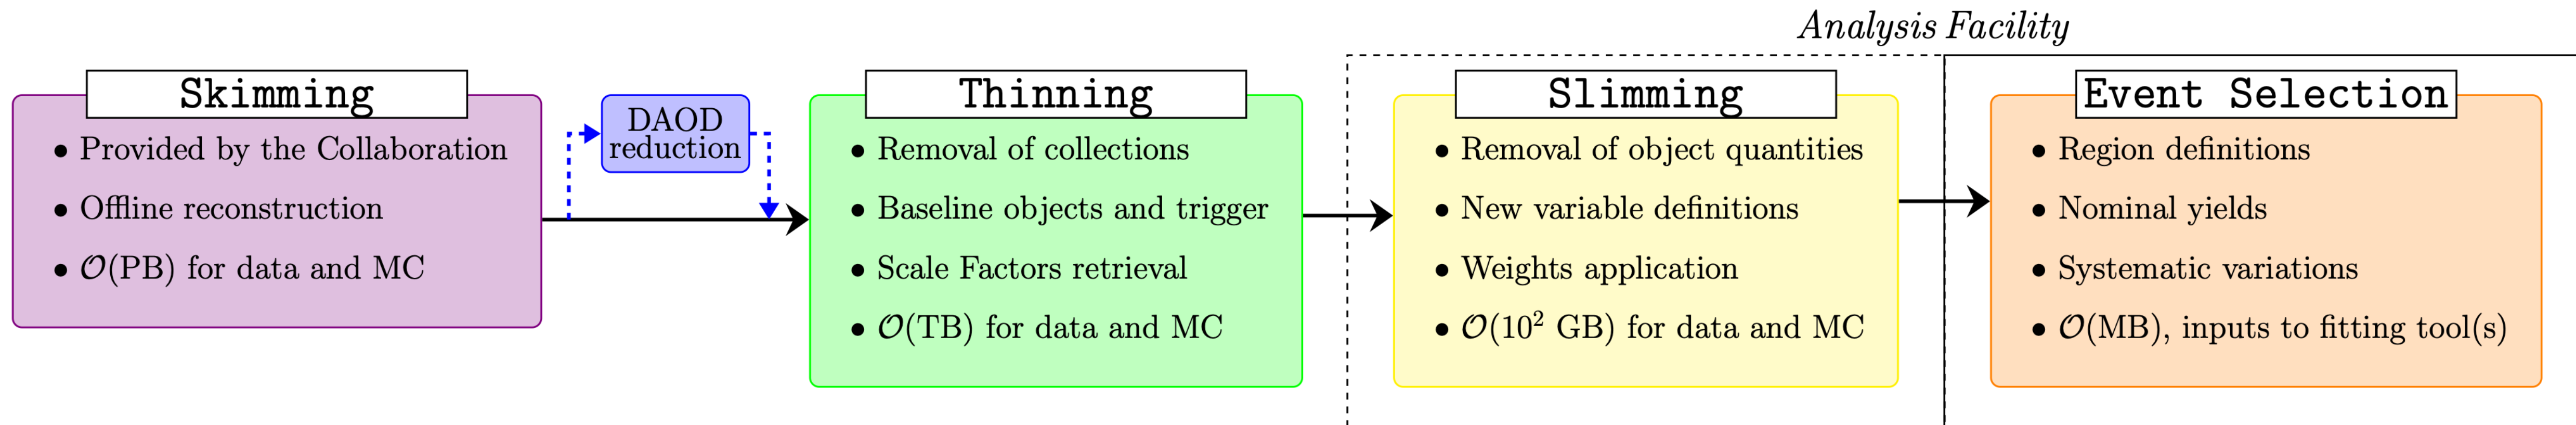 Analysis Facility
Skimming
• Provided by the Collaboration
• Offline reconstruction
• 𝒪(PB) for data and MC
DAOD
reduction
Thinning
• Removal of collections
• Baseline objects and trigger
• Scale Factors retrieval
• 𝒪(TB) for data and MC
Slimming
• Removal of object quantities
• New variable definitions
• Weights application
• 𝒪(10² GB) for data and MC
Event Selection
• Region definitions
• Nominal yields
• Systematic variations
• 𝒪(MB), inputs to fitting tool(s)